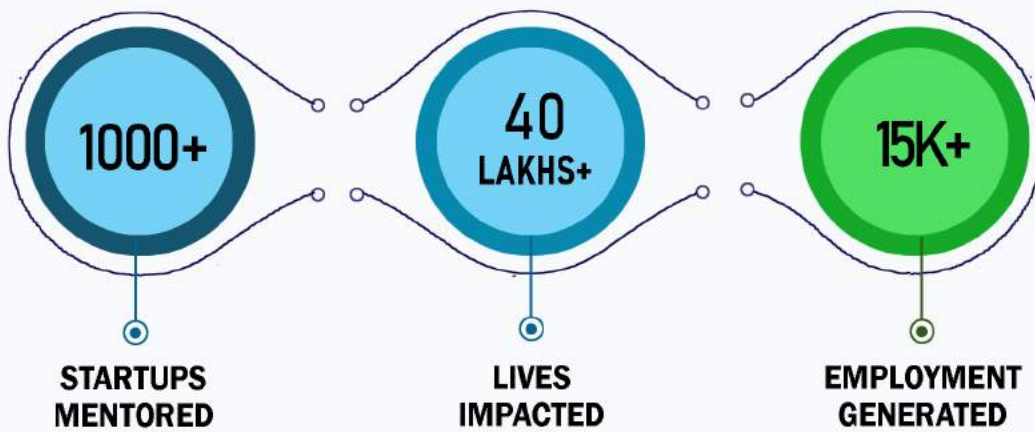 1000+
STARTUPS
MENTORED
40
LAKHS+
LIVES
IMPACTED
15K+
EMPLOYMENT
GENERATED